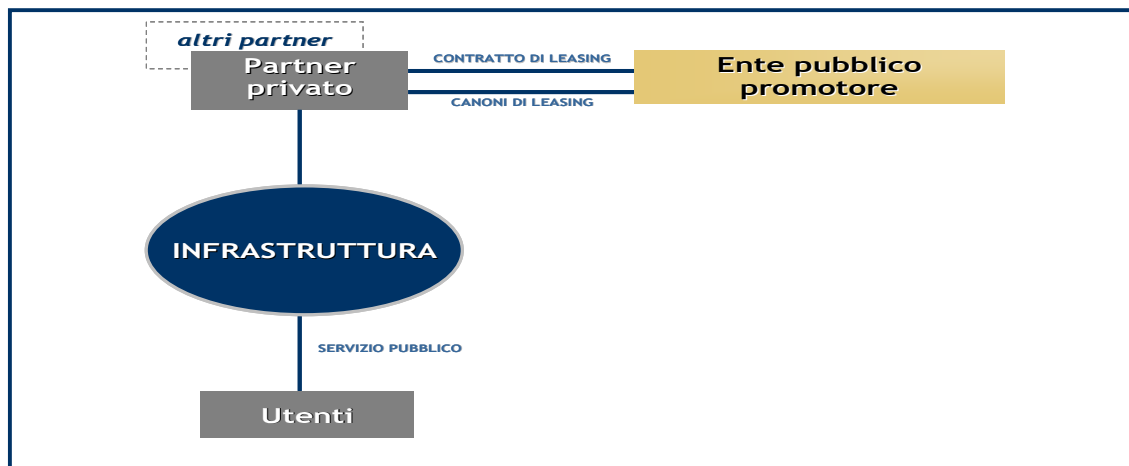 altri partner
Partner
privato
CONTRATTO DI LEASING
CANONI DI LEASING
Ente pubblico
promotore
INFRASTRUTTURA
SERVIZIO PUBBLICO
Utenti